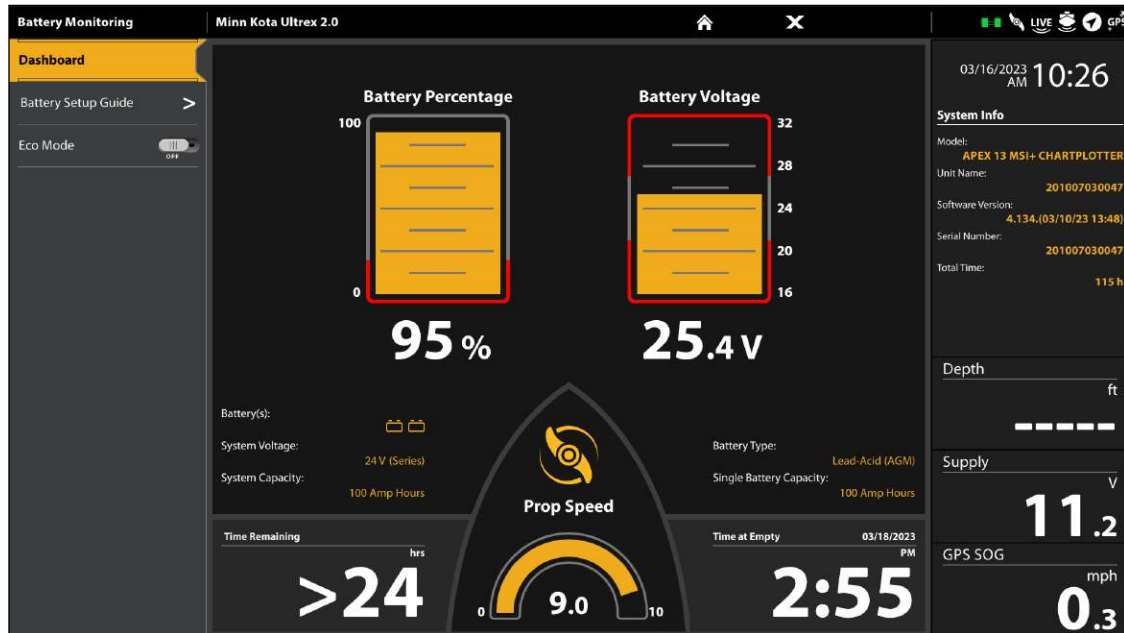 Battery Monitoring
Minn Kota Ultrex 2.0
X
LIVE
GPS
Dashboard
Battery Setup Guide >
Eco Mode
OFF
Battery Percentage
100
0
95 %
Battery Voltage
32
28
24
20
16
25.4 V
Battery(s):
System Voltage:
24 V (Series)
System Capacity:
100 Amp Hours
Battery Type:
Lead-Acid (AGM)
Single Battery Capacity:
100 Amp Hours
Prop Speed
0
9.0
10
Time Remaining
hrs
>24
Time at Empty 03/18/2023
PM
2:55
03/16/2023
AM 10:26
System Info
Model:
APEX 13 MSI+ CHARTPLOTTER
Unit Name:
201007030047
Software Version:
4.134.(03/10/23 13:48)
Serial Number:
201007030047
Total Time:
115 h
Depth
ft
-----
Supply
V
11.2
GPS SOG
mph
0.3